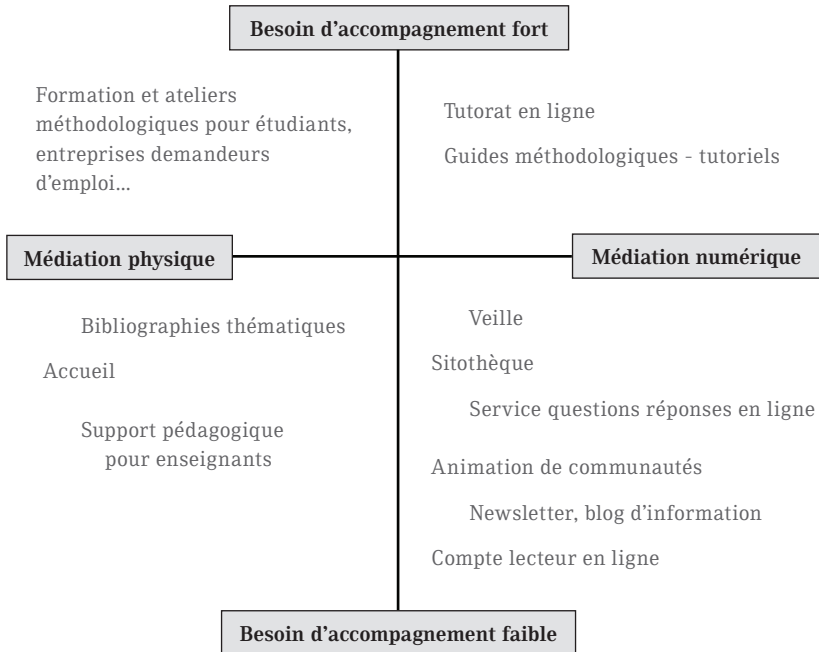 Besoin d'accompagnement fort
Formation et ateliers
méthodologiques pour étudiants,
entreprises demandeurs
d'emploi...
Tutorat en ligne
Guides méthodologiques - tutoriels
Médiation physique
Médiation numérique
Bibliographies thématiques
Accueil
Support pédagogique
pour enseignants
Veille
Sitothèque
Service questions réponses en ligne
Animation de communautés
Newsletter, blog d'information
Compte lecteur en ligne
Besoin d'accompagnement faible